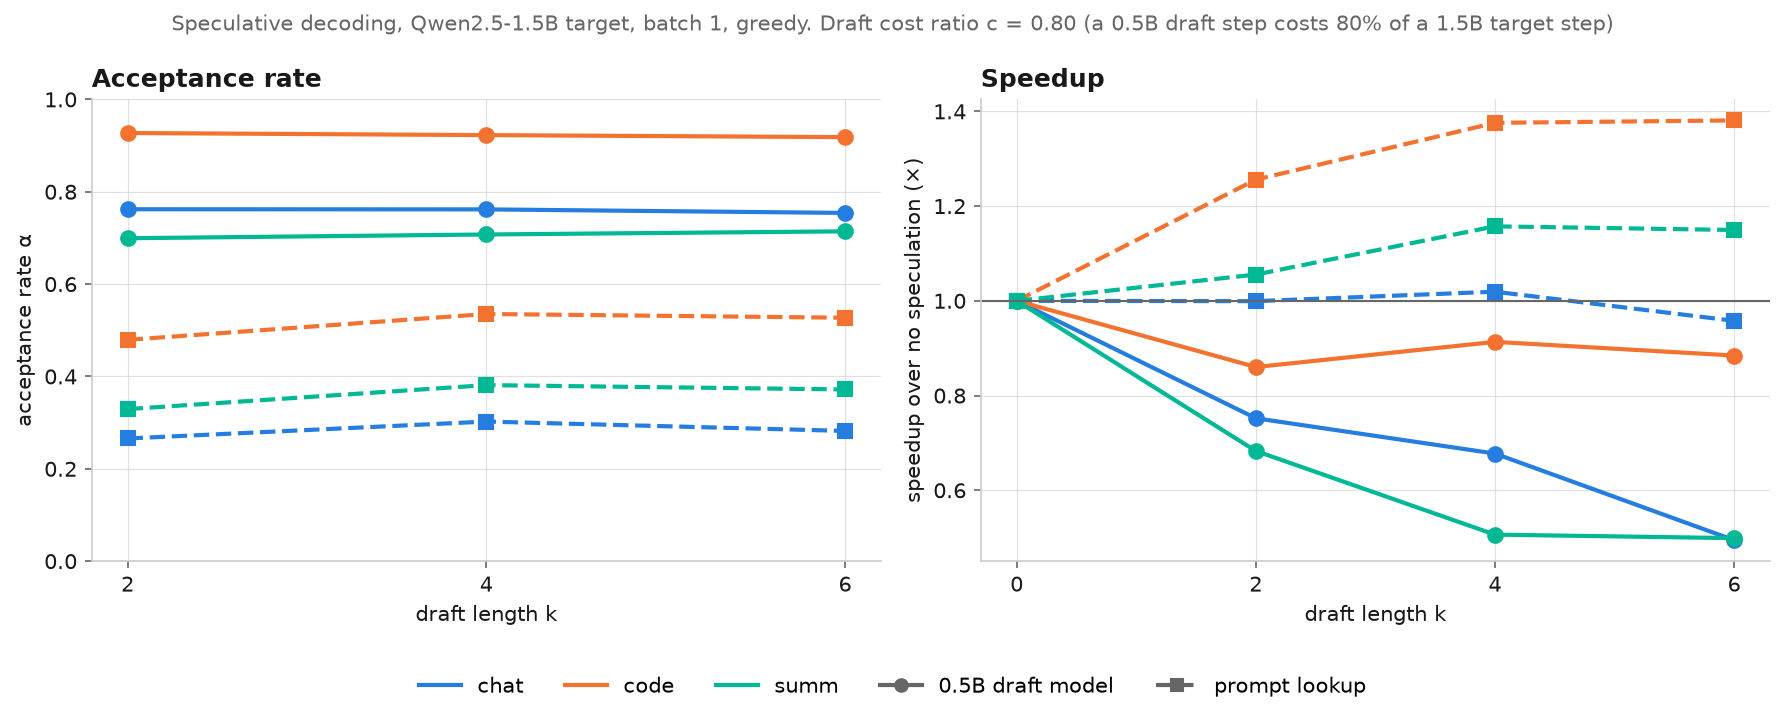 Speculative decoding, Qwen2.5-1.5B target, batch 1, greedy. Draft cost ratio c = 0.80 (a 0.5B draft step costs 80% of a 1.5B target step)
Acceptance rate
1.0
0.8
0.6
0.4
0.2
0.0
acceptance rate α
2
4
6
draft length k
Speedup
1.4
1.2
1.0
0.8
0.6
speedup over no speculation (×)
0
2
4
6
draft length k
chat
code
summ
0.5B draft model
prompt lookup